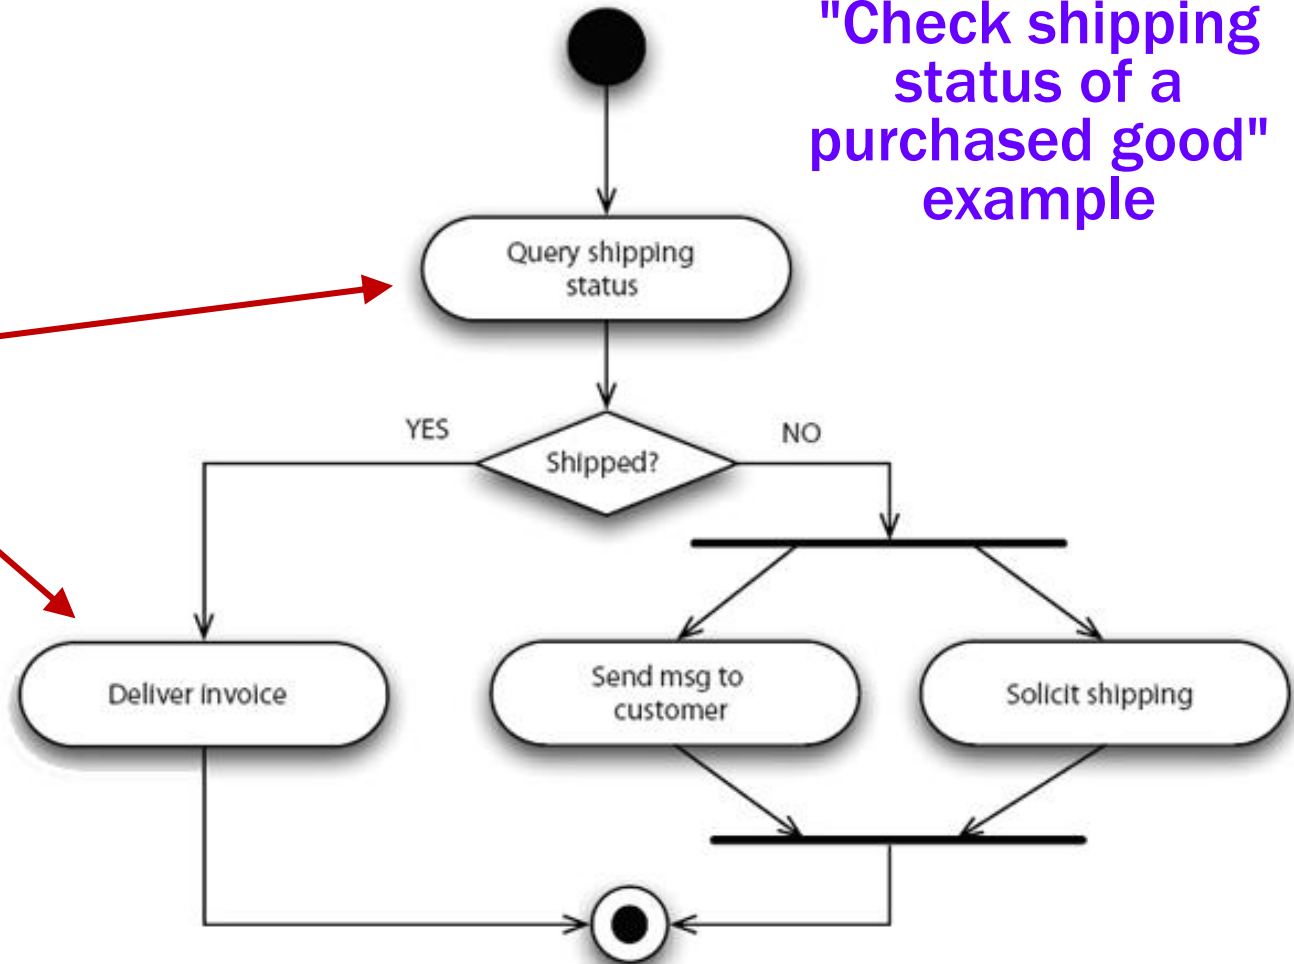 "Check shipping
status of a
purchased good"
example
Query shipping
status
YES
NO
Shipped?
Deliver invoice
Send msg to
customer
Solicit shipping